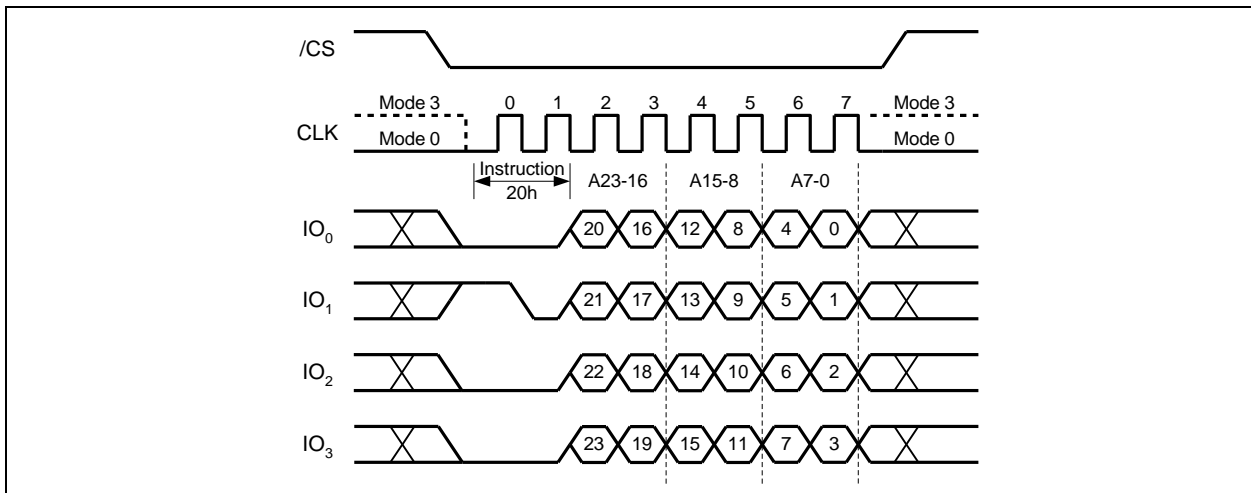 /CS
Mode 3 0 1 2 3 4 5 6 7 Mode 3
CLK
Mode 0 Mode 0
Instruction
20h
A23-16 A15-8 A7-0
IO0 20 16 12 8 4 0
IO1 21 17 13 9 5 1
IO2 22 18 14 10 6 2
IO3 23 19 15 11 7 3